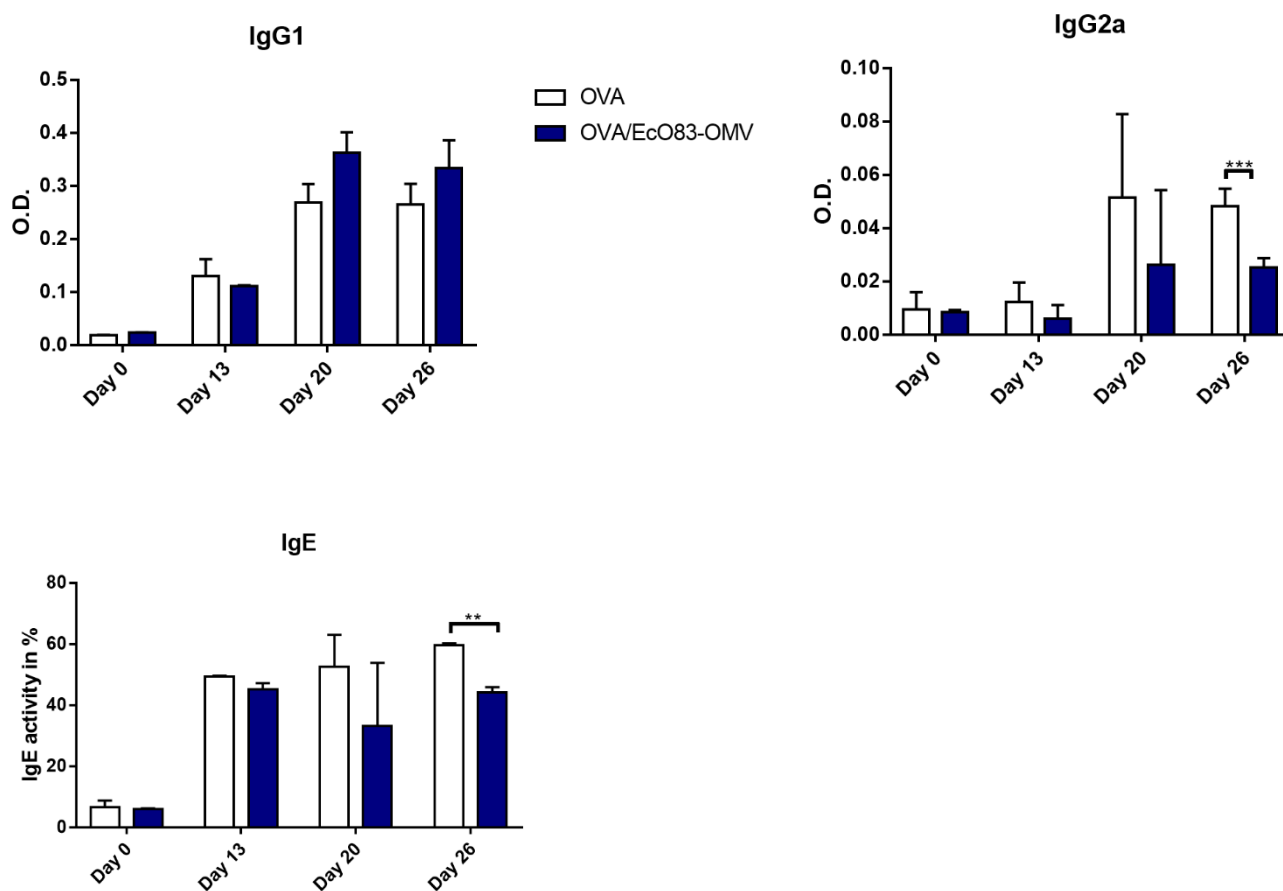 IgG1
O.D.
0.5
0.4
0.3
0.2
0.1
0.0
Day 0
Day 13
Day 20
Day 26
OVA
OVA/EcO83-OMV
IgG2a
O.D.
0.10
0.08
0.06
0.04
0.02
0.00
***
Day 0
Day 13
Day 20
Day 26
IgE
IgE activity in %
80
60
40
20
0
**
Day 0
Day 13
Day 20
Day 26